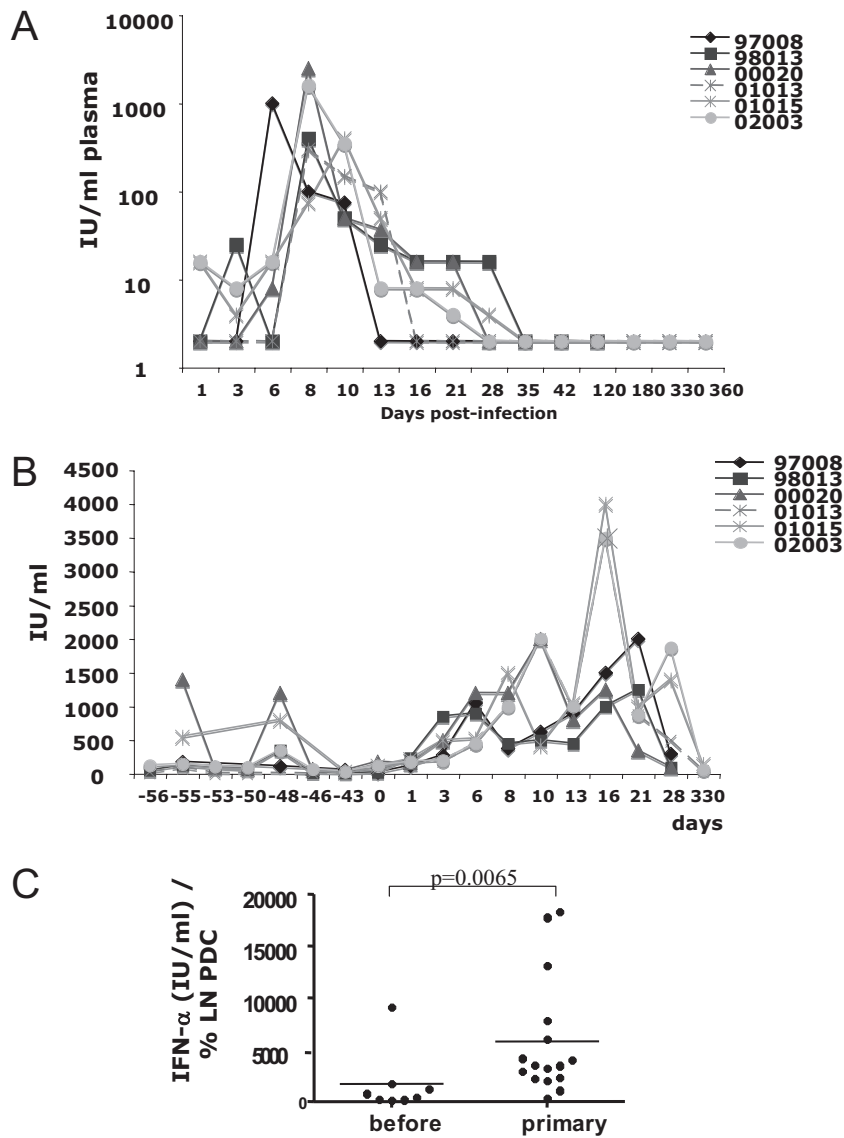 A
IU/ml plasma
10000
1000
100
10
1
1 3 6 8 10 13 16 21 28 35 42 120 180 330 360
Days post-infection
97008
98013
00020
01013
01015
02003
B
IU/ml
4500
4000
3500
3000
2500
2000
1500
1000
500
0
-56 -55 -53 -50 -48 -46 -43 0 1 3 6 8 10 13 16 21 28 330
days
97008
98013
00020
01013
01015
02003
C
IFN-α (IU/ml) /
% LN PDC
p=0.0065
20000
15000
10000
5000
0
before primary